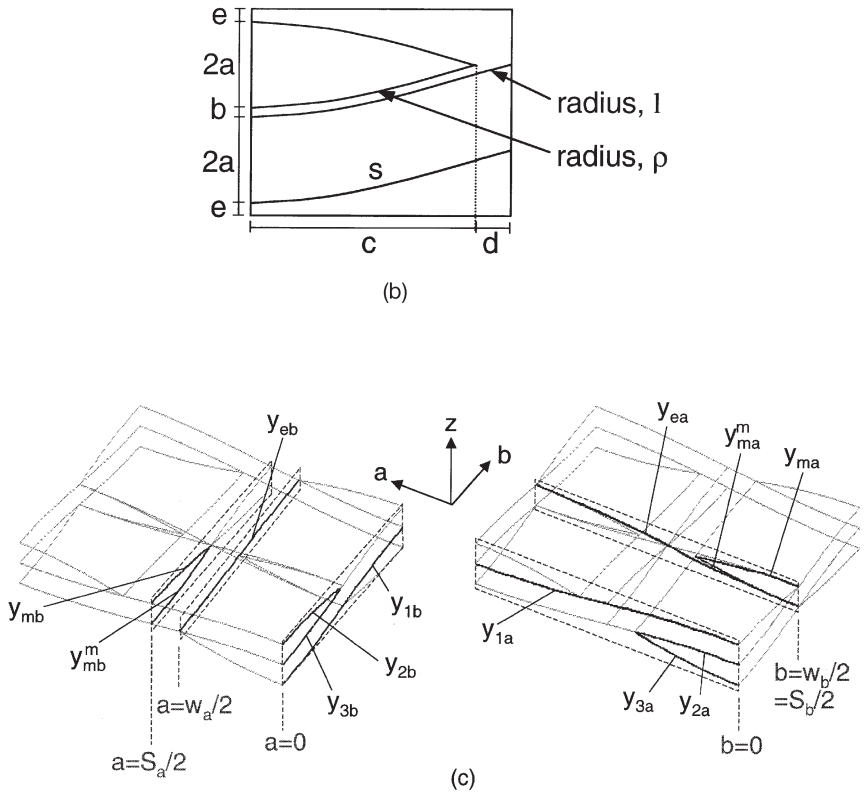 e
2a
b
2a
e
radius, l
radius, ρ
s
c
d
(b)
y_eb
z
a
b
y_ea
y^m_ma
y_ma
y_mb
y^m_mb
y_1b
y_2b
y_3b
a=w_a/2
a=0
a=S_a/2
y_1a
y_3a
y_2a
b=w_b/2
=S_b/2
b=0
(c)